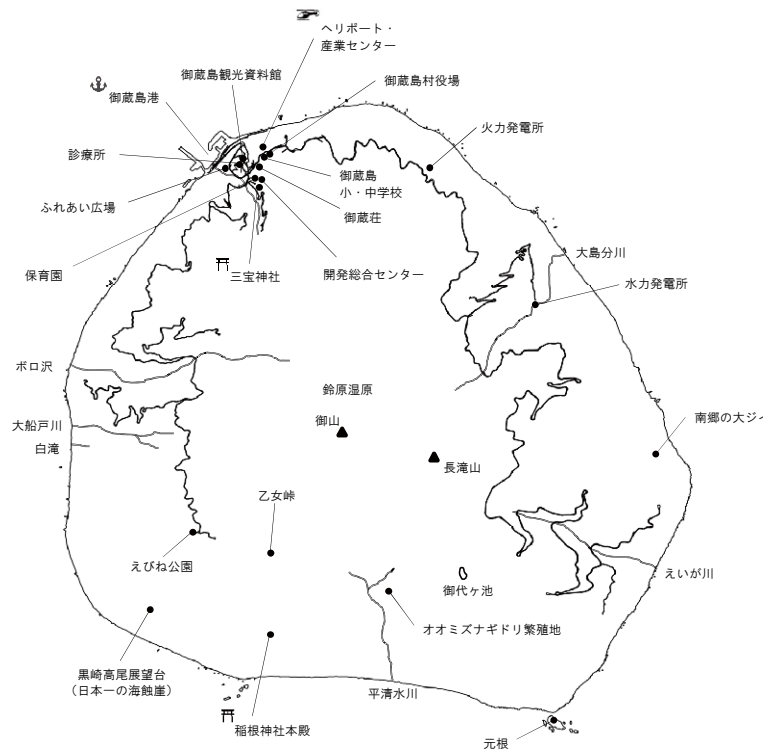 ヘリポート・
産業センター
御蔵島観光資料館
御蔵島村役場
御蔵島港
火力発電所
診療所
御蔵島
小・中学校
ふれあい広場
御蔵荘
保育園
三宝神社
開発総合センター
大島分川
水力発電所
ボロ沢
鈴原湿原
御山
南郷の大ジイ
大船戸川
白滝
長滝山
乙女峠
えびね公園
御代ヶ池
えいが川
オオミズナギドリ繁殖地
黒崎高尾展望台
（日本一の海蝕崖）
平清水川
稲根神社本殿
元根